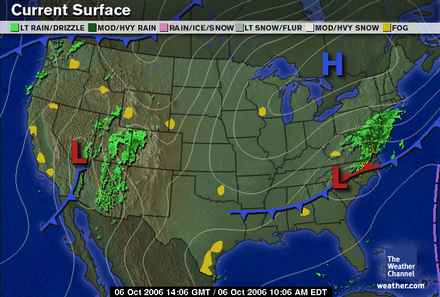 Current Surface
LT RAIN/DRIZZLE MOD/HVY RAIN RAIN/ICE/SNOW LT SNOW/FLUR MOD/HVY SNOW FOG
H
L
L
The
Weather
Channel
weather.com
06 Oct 2006 14:06 GMT / 06 Oct 2006 10:06 AM EDT